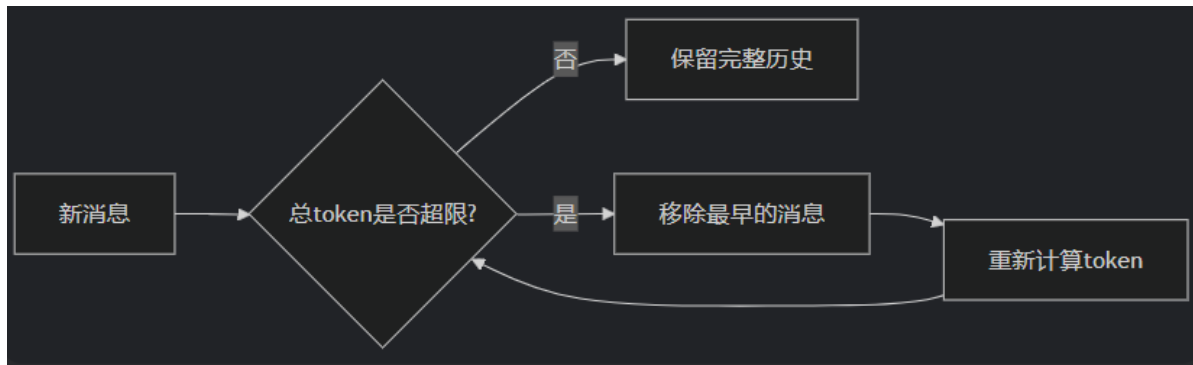 否
保留完整历史
新消息
总token是否超限?
是
移除最早的消息
重新计算token